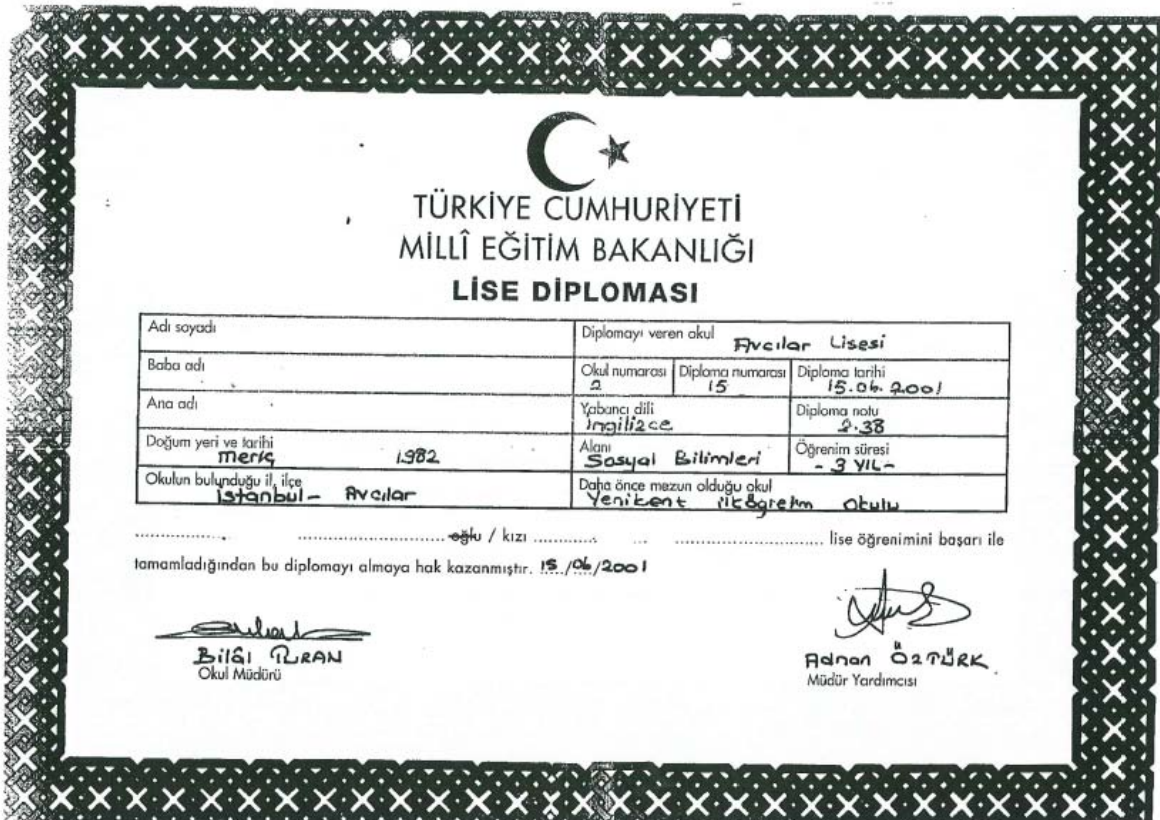 TÜRKİYE CUMHURİYETİ
MİLLÎ EĞİTİM BAKANLIĞI
LİSE DİPLOMASI
Adı soyadı
Diplomayı veren okul Avcılar Lisesi
Baba adı
Okul numarası 2
Diploma numarası 15
Diploma tarihi 15.06.2001
Ana adı
Yabancı dili İngilizce
Diploma notu 2.38
Doğum yeri ve tarihi meriç 1982
Alanı Sosyal Bilimleri
Öğrenim süresi - 3 YIL -
Okulun bulunduğu il, ilçe İstanbul - Avcılar
Daha önce mezun olduğu okul Yenikent ilköğretim Okulu
oğlu / kızı lise öğrenimini başarı ile
tamamladığından bu diplomayı almaya hak kazanmıştır. 15/06/2001
Bilâl TURAN
Okul Müdürü
Adnan ÖZTÜRK
Müdür Yardımcısı